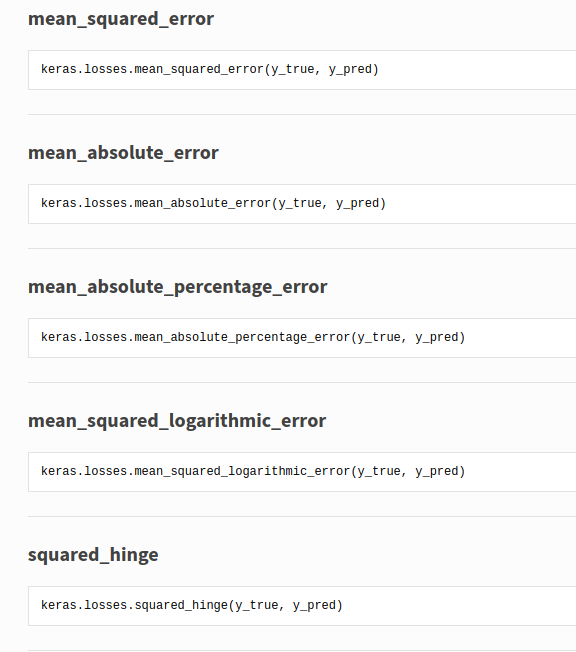 mean_squared_error
keras.losses.mean_squared_error(y_true, y_pred)
mean_absolute_error
keras.losses.mean_absolute_error(y_true, y_pred)
mean_absolute_percentage_error
keras.losses.mean_absolute_percentage_error(y_true, y_pred)
mean_squared_logarithmic_error
keras.losses.mean_squared_logarithmic_error(y_true, y_pred)
squared_hinge
keras.losses.squared_hinge(y_true, y_pred)